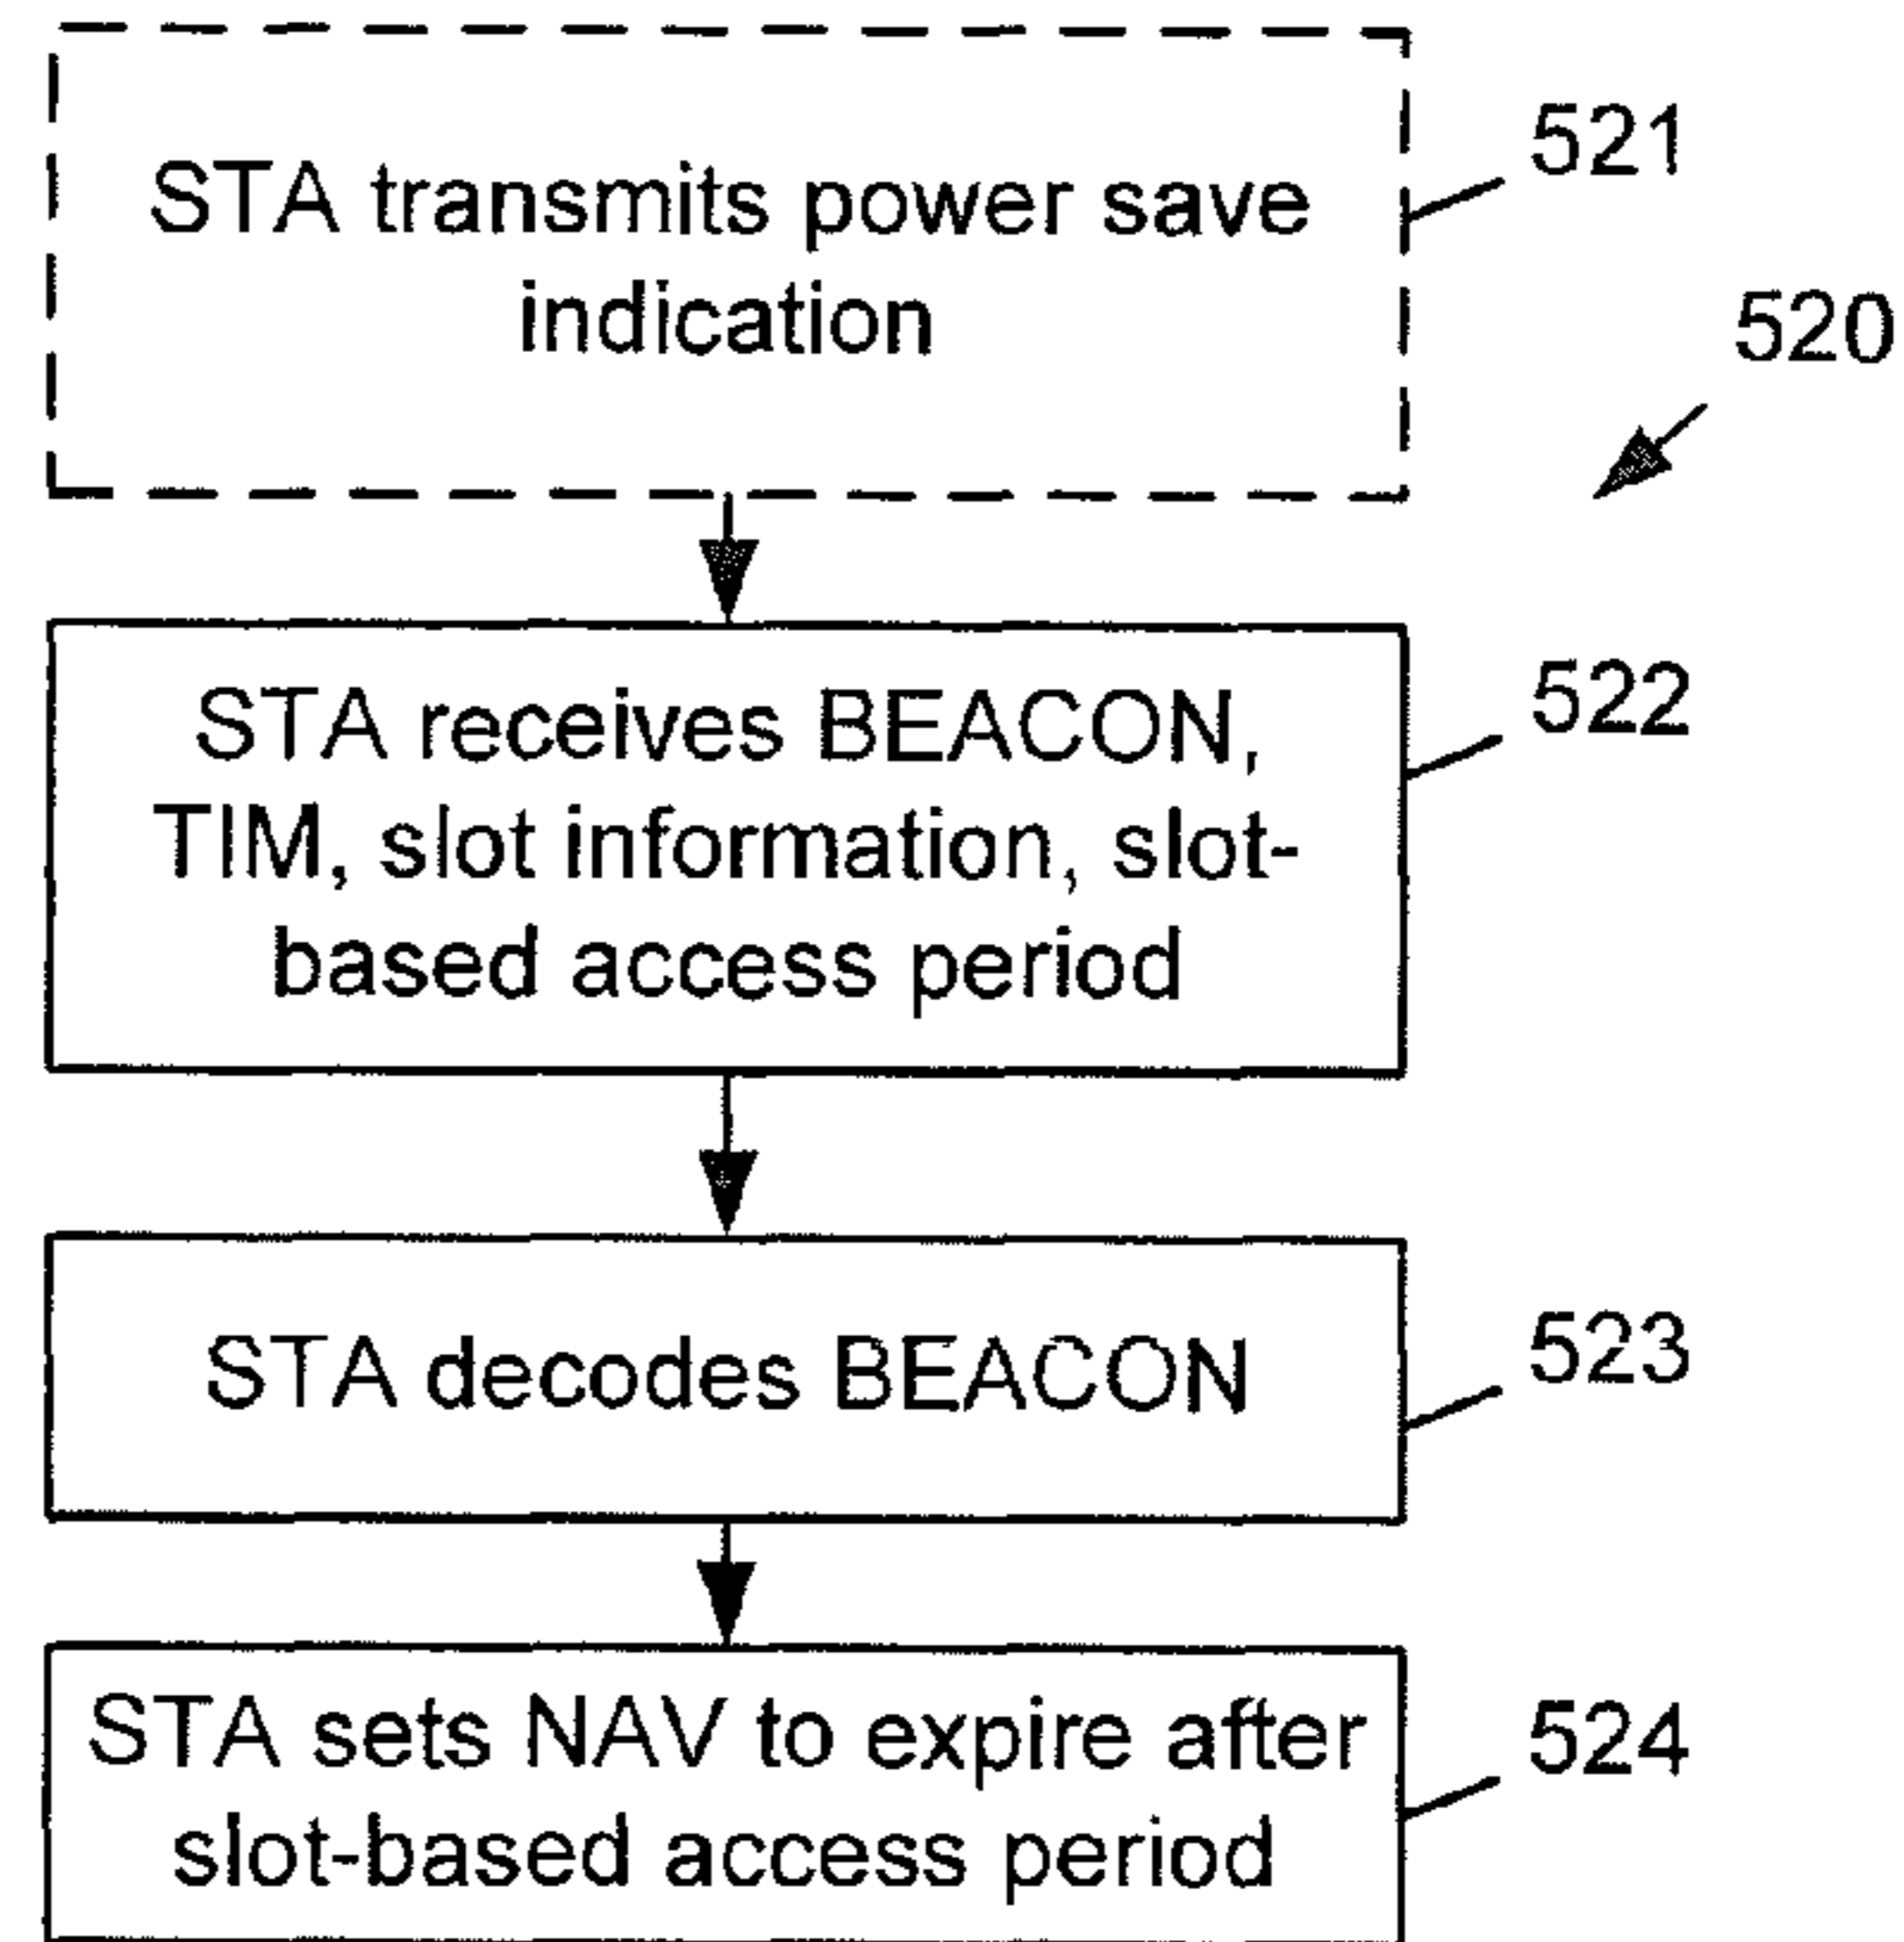 STA transmits power save
indication
521
520
STA receives BEACON,
TIM, slot information, slot-
based access period
522
STA decodes BEACON
523
STA sets NAV to expire after
slot-based access period
524